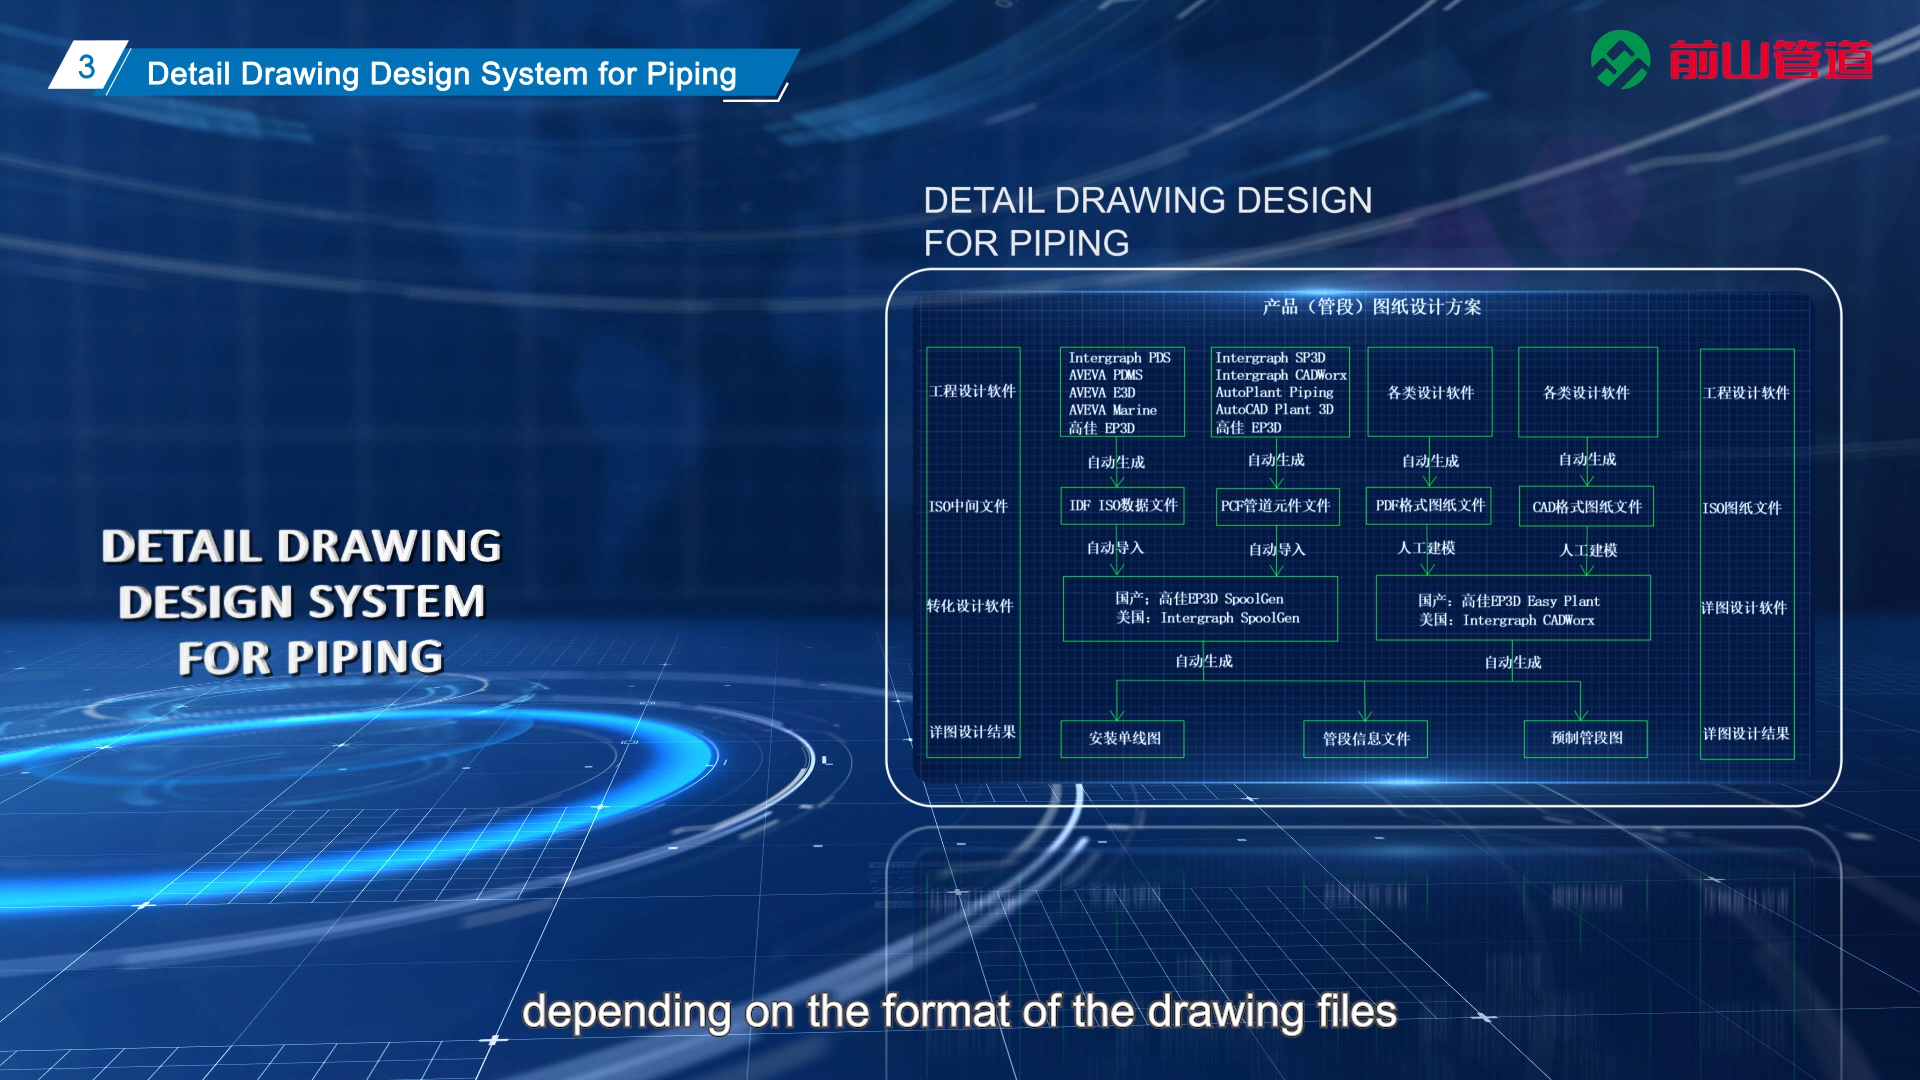 3
Detail Drawing Design System for Piping
前山管道
DETAIL DRAWING DESIGN
FOR PIPING
DETAIL DRAWING
DESIGN SYSTEM
FOR PIPING
产品（管段）图纸设计方案
工程设计软件
Intergraph PDS
AVEVA PDMS
AVEVA E3D
AVEVA Marine
高佳 EP3D
Intergraph SP3D
Intergraph CADWorx
AutoPlant Piping
AutoCAD Plant 3D
高佳 EP3D
各类设计软件
各类设计软件
工程设计软件
自动生成
自动生成
自动生成
自动生成
ISO中间文件
IDF ISO数据文件
PCF管道元件文件
PDF格式图纸文件
CAD格式图纸文件
ISO图纸文件
自动导入
自动导入
人工建模
人工建模
转化设计软件
国产；高佳EP3D SpoolGen
美国：Intergraph SpoolGen
国产：高佳EP3D Easy Plant
美国：Intergraph CADWorx
详图设计软件
自动生成
自动生成
详图设计结果
安装单线图
管段信息文件
预制管段图
详图设计结果
depending on the format of the drawing files